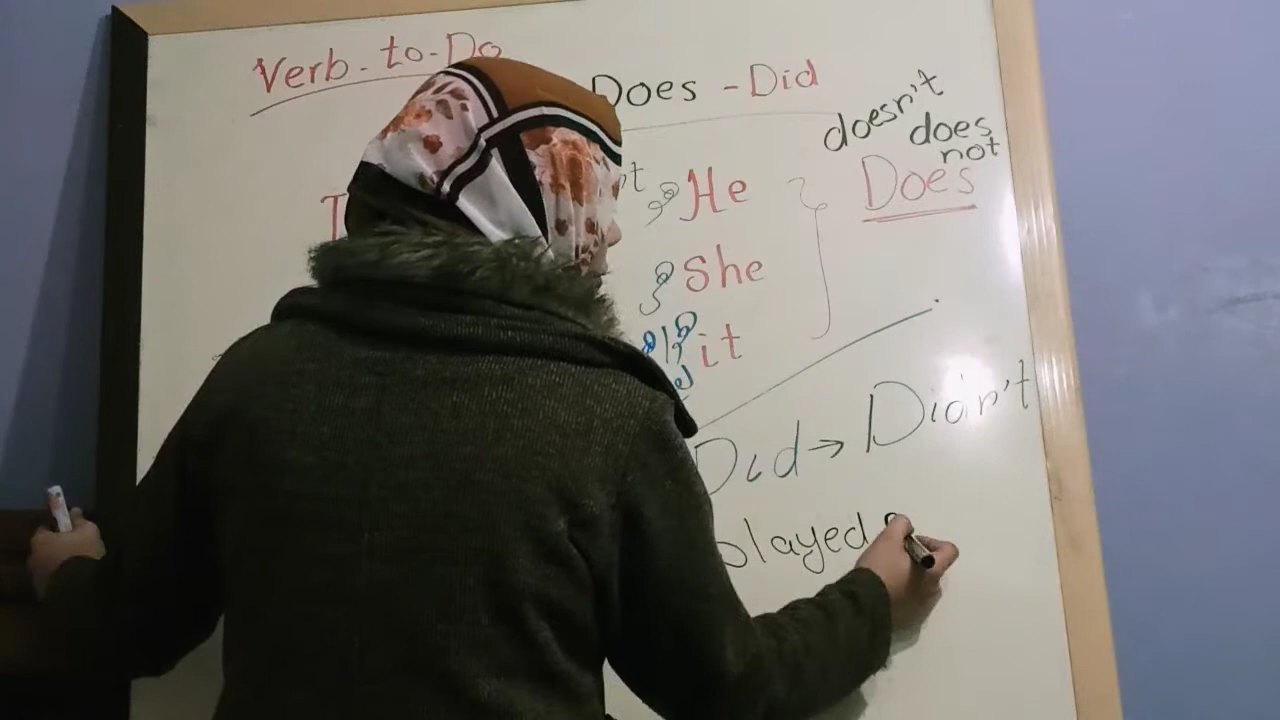 Verb-to-Do
Does - Did
doesn't does
not
He
Does
She
it
Did → Didn't
played